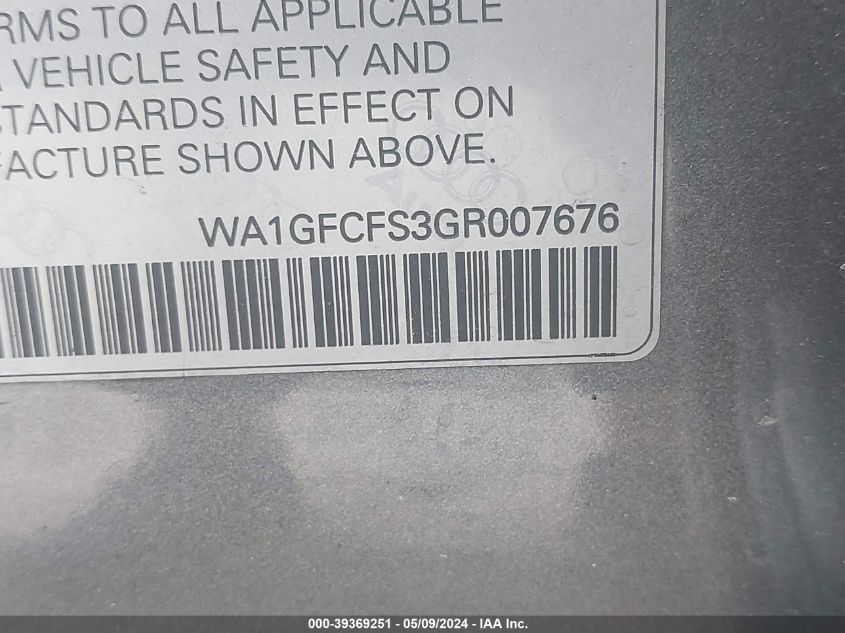 RMS TO ALL APPLICABLE
VEHICLE SAFETY AND
STANDARDS IN EFFECT ON
FACTURE SHOWN ABOVE.
WA1GFCFS3GR007676
000-39369251 - 05/09/2024 - IAA Inc.